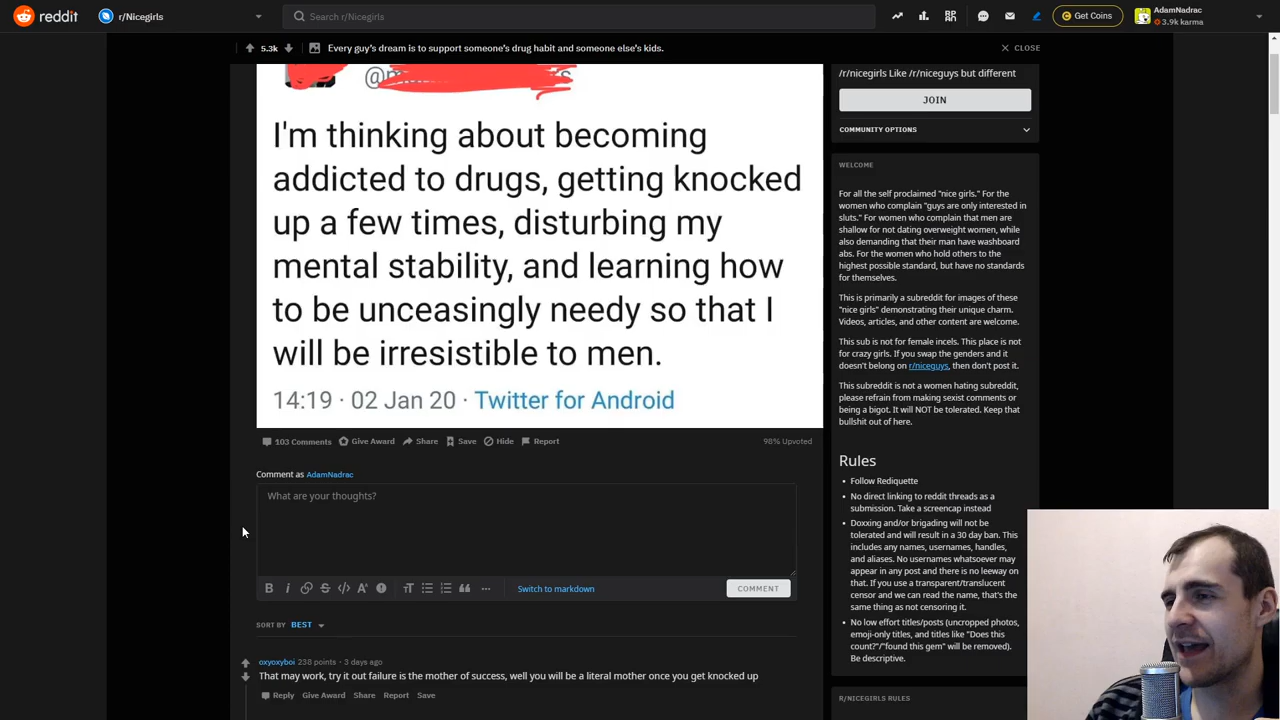 reddit
r/Nicegirls
Search r/Nicegirls
Get Coins
AdamNadrac
3.9k karma
5.3k
Every guy's dream is to support someone's drug habit and someone else's kids.
CLOSE
I'm thinking about becoming
addicted to drugs, getting knocked
up a few times, disturbing my
mental stability, and learning how
to be unceasingly needy so that I
will be irresistible to men.
14:19 · 02 Jan 20 · Twitter for Android
103 Comments
Give Award
Share
Save
Hide
Report
98% Upvoted
Comment as AdamNadrac
What are your thoughts?
Switch to markdown
COMMENT
SORT BY BEST
oxyoxyboi 238 points · 3 days ago
That may work, try it out failure is the mother of success, well you will be a literal mother once you get knocked up
Reply Give Award Share Report Save
/r/nicegirls Like /r/niceguys but different
JOIN
COMMUNITY OPTIONS
WELCOME
For all the self proclaimed "nice girls." For the
women who complain "guys are only interested in
sluts." For women who complain that men are
shallow for not dating overweight women, while
also demanding that their man have washboard
abs. For the women who hold others to the
highest possible standard, but have no standards
for themselves.
This is primarily a subreddit for images of these
"nice girls" demonstrating their unique charm.
Videos, articles, and other content are welcome.
This sub is not for female incels. This place is not
for crazy girls. If you swap the genders and it
doesn't belong on r/niceguys, then don't post it.
This subreddit is not a women hating subreddit,
please refrain from making sexist comments or
being a bigot. It will NOT be tolerated. Keep that
bullshit out of here.
Rules
• Follow Rediquette
• No direct linking to reddit threads as a
submission. Take a screencap instead
• Doxxing and/or brigading will not be
tolerated and will result in a 30 day ban. This
includes any names, usernames, handles,
and aliases. No usernames whatsoever may
appear in any post and there is no leeway on
that. If you use a transparent/translucent
censor and we can read the name, that's the
same thing as not censoring it.
• No low effort titles/posts (uncropped photos,
emoji-only titles, and titles like "Does this
count?"/"found this gem" will be removed).
Be descriptive.
R/NICEGIRLS RULES